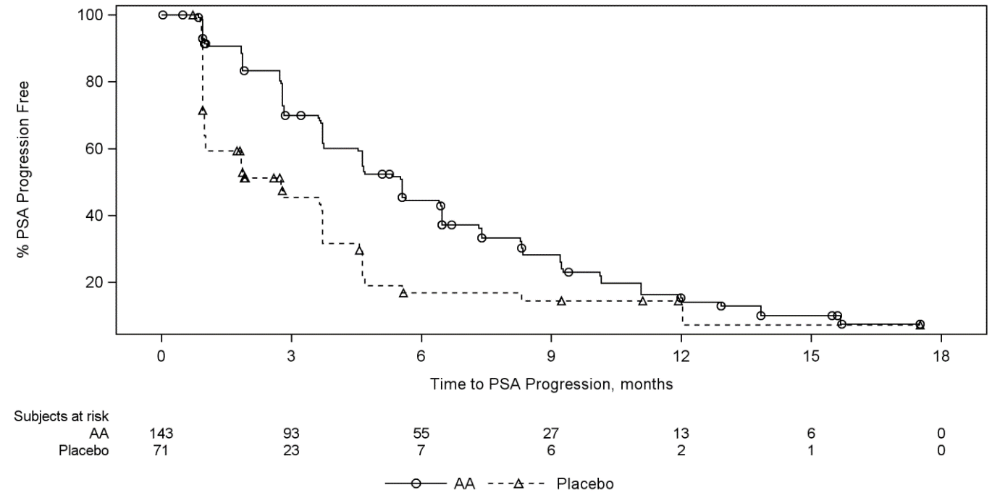 % PSA Progression Free
100
80
60
40
20
0 3 6 9 12 15 18
Time to PSA Progression, months
Subjects at risk
AA 143 93 55 27 13 6 0
Placebo 71 23 7 6 2 1 0
AA Placebo